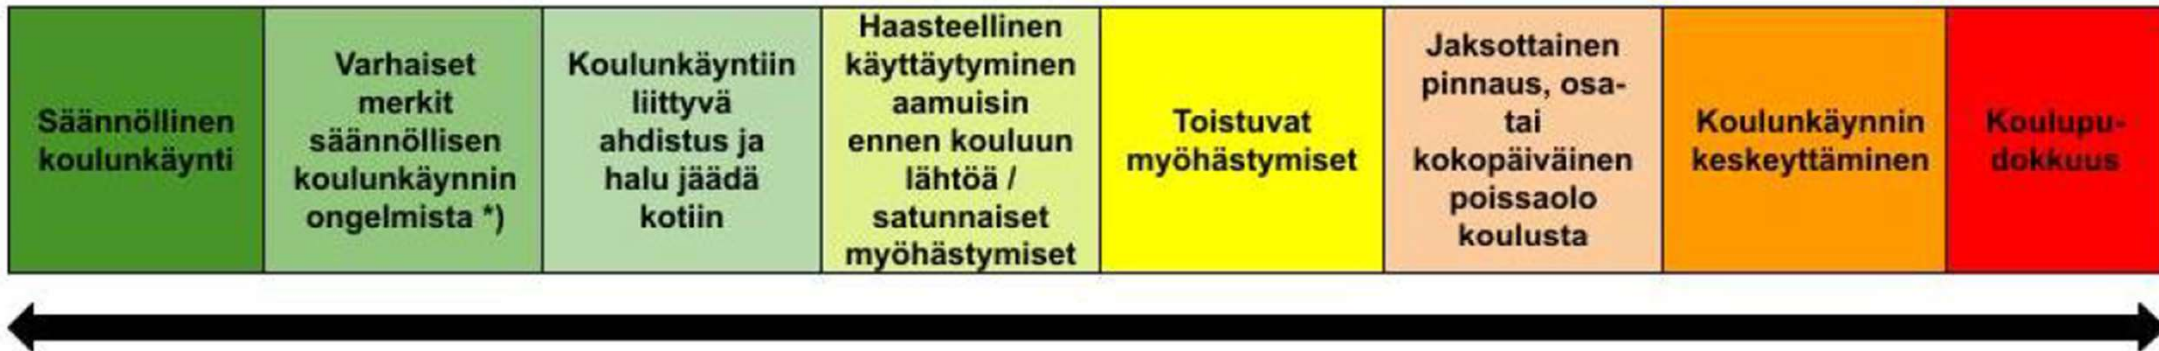 Säännöllinen
koulunkäynti
Varhaiset
merkit
säännöllisen
koulunkäynnin
ongelmista *)
Koulunkäyntiin
liittyvä
ahdistus ja
halu jäädä
kotiin
Haasteellinen
käyttäytyminen
aamuisin
ennen kouluun
lähtöä /
satunnaiset
myöhästymiset
Toistuvat
myöhästymiset
Jaksottainen
pinnaus, osa-
tai
kokopäiväinen
poissaolo
koulusta
Koulunkäynnin
keskeyttäminen
Koulupu-
dokkuus